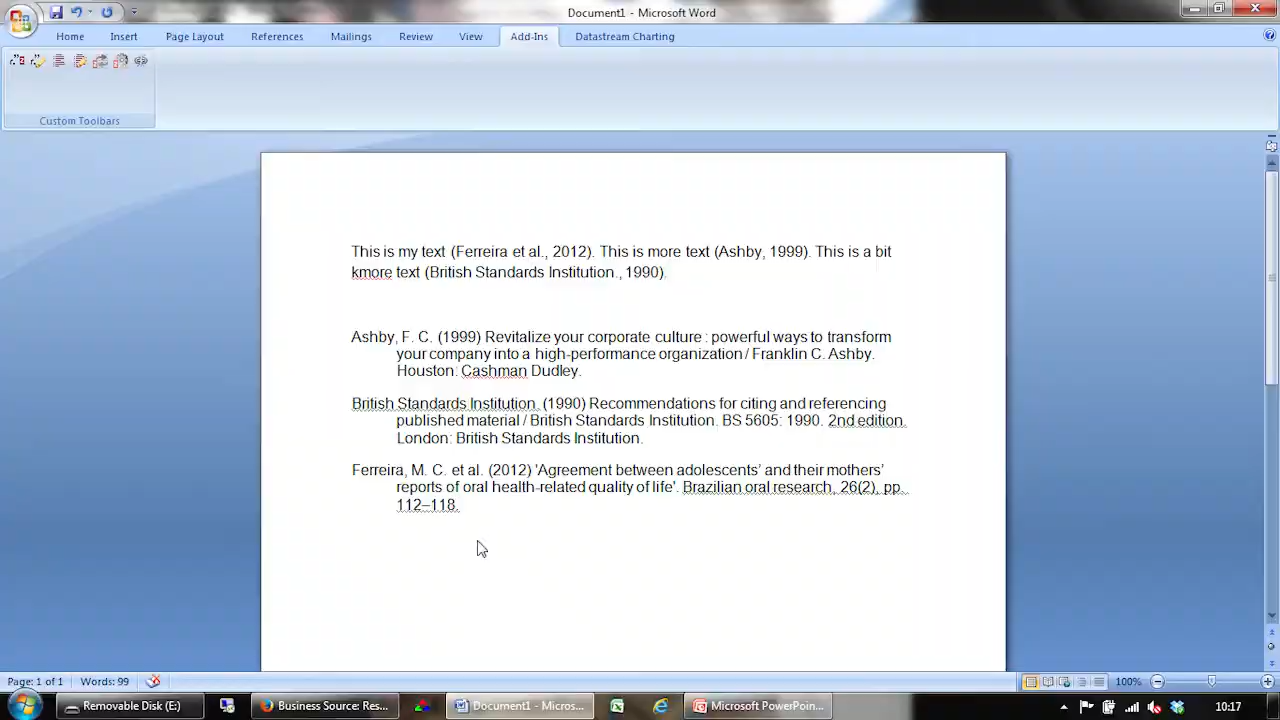 Document1 - Microsoft Word
Home Insert Page Layout References Mailings Review View Add-Ins Datastream Charting
Custom Toolbars
This is my text (Ferreira et al., 2012). This is more text (Ashby, 1999). This is a bit
kmore text (British Standards Institution., 1990).
Ashby, F. C. (1999) Revitalize your corporate culture : powerful ways to transform
your company into a high-performance organization / Franklin C. Ashby.
Houston: Cashman Dudley.
British Standards Institution. (1990) Recommendations for citing and referencing
published material / British Standards Institution. BS 5605: 1990. 2nd edition.
London: British Standards Institution.
Ferreira, M. C. et al. (2012) 'Agreement between adolescents’ and their mothers’
reports of oral health-related quality of life'. Brazilian oral research, 26(2), pp.
112–118.
Page: 1 of 1 Words: 99 100%
Removable Disk (E:) Business Source: Res... Document1 - Micros... Microsoft PowerPoin... 10:17